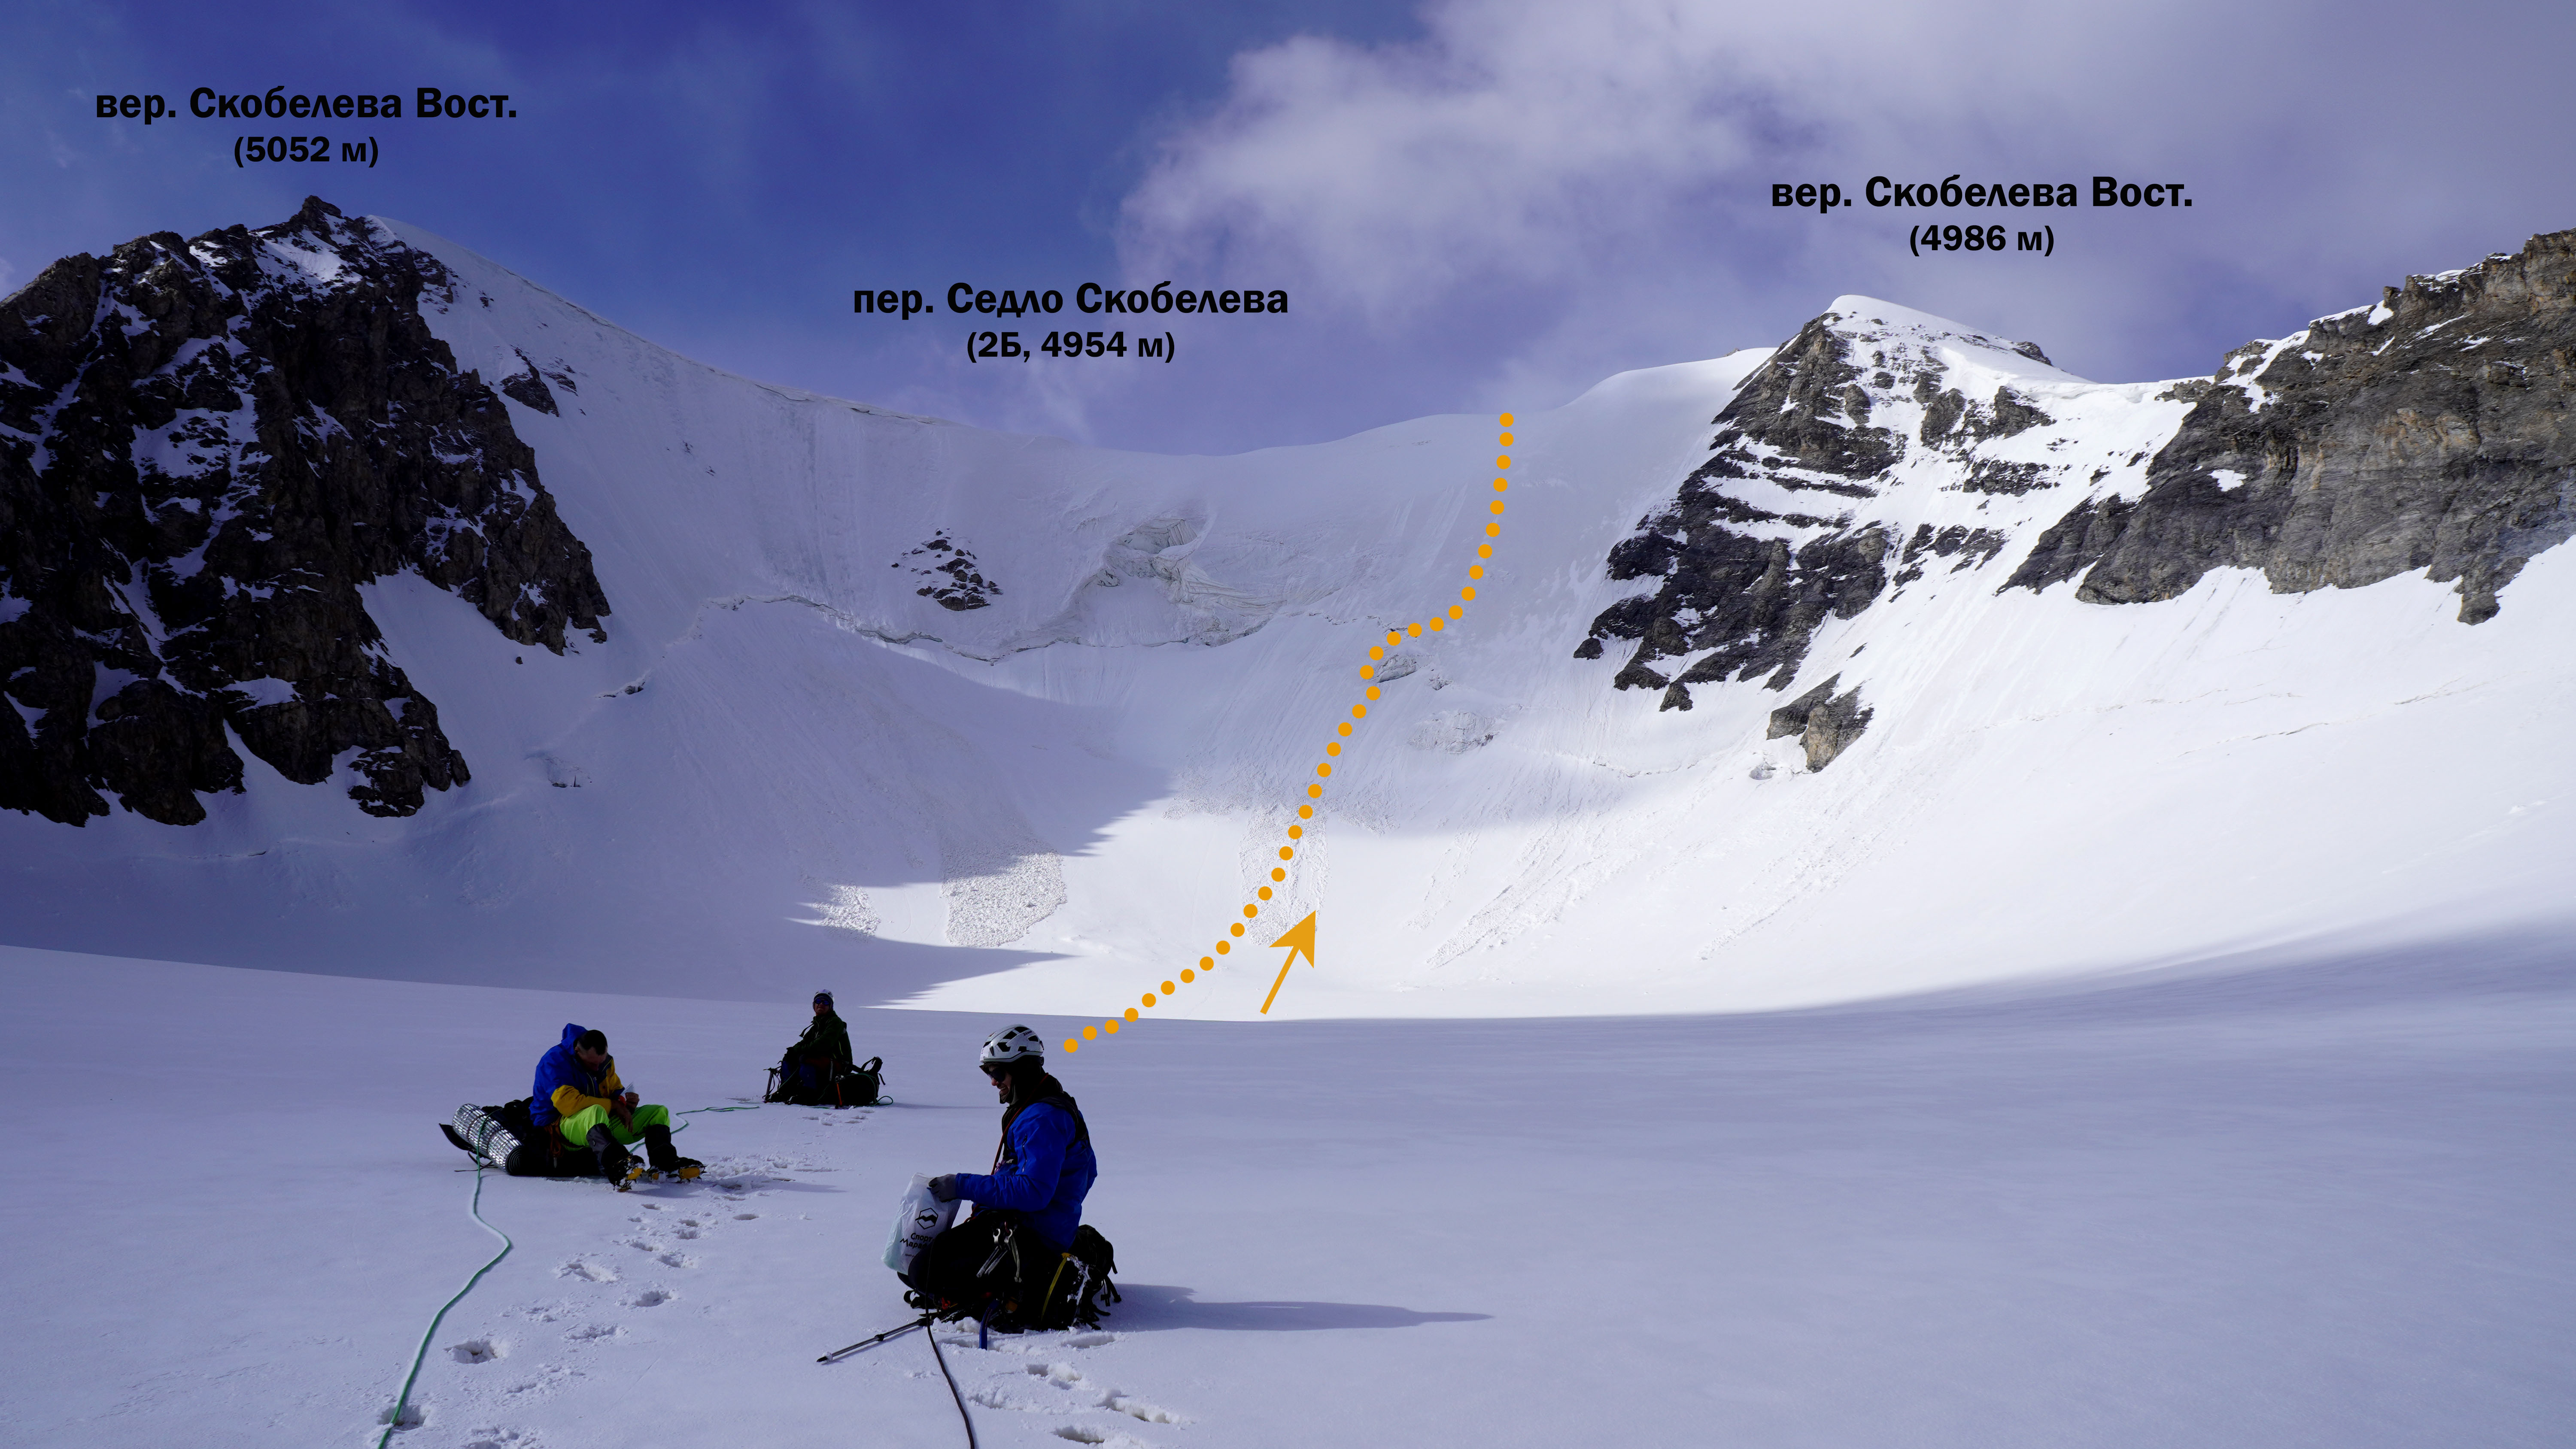 вер. Скобелева Вост.
(5052 м)
вер. Скобелева Вост.
(4986 м)
пер. Седло Скобелева
(2Б, 4954 м)